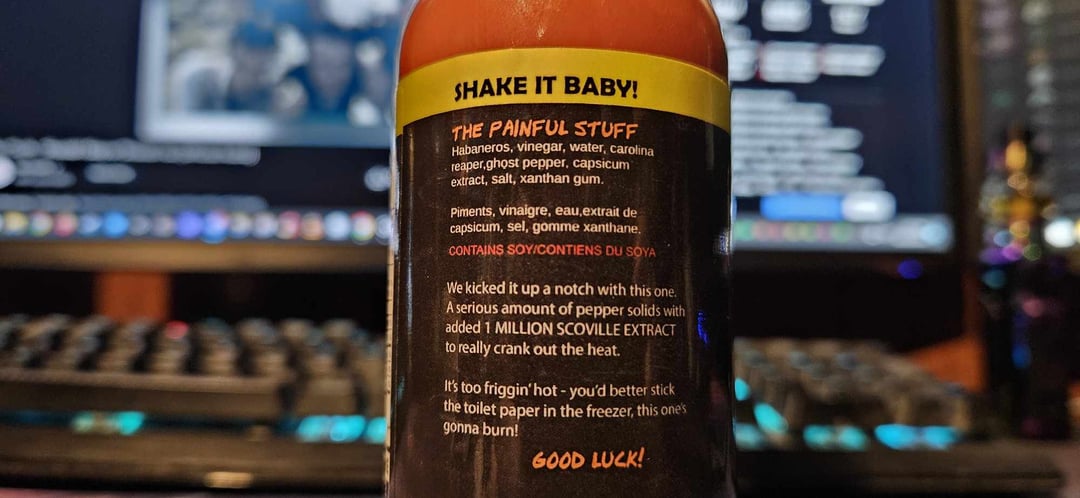 SHAKE IT BABY!
THE PAINFUL STUFF
Habaneros, vinegar, water, carolina
reaper,ghost pepper, capsicum
extract, salt, xanthan gum.
Piments, vinaigre, eau,extrait de
capsicum, sel, gomme xanthane.
CONTAINS SOY/CONTIENS DU SOYA
We kicked it up a notch with this one.
A serious amount of pepper solids with
added 1 MILLION SCOVILLE EXTRACT
to really crank out the heat.
It's too friggin' hot - you'd better stick
the toilet paper in the freezer, this one's
gonna burn!
GOOD LUCK!